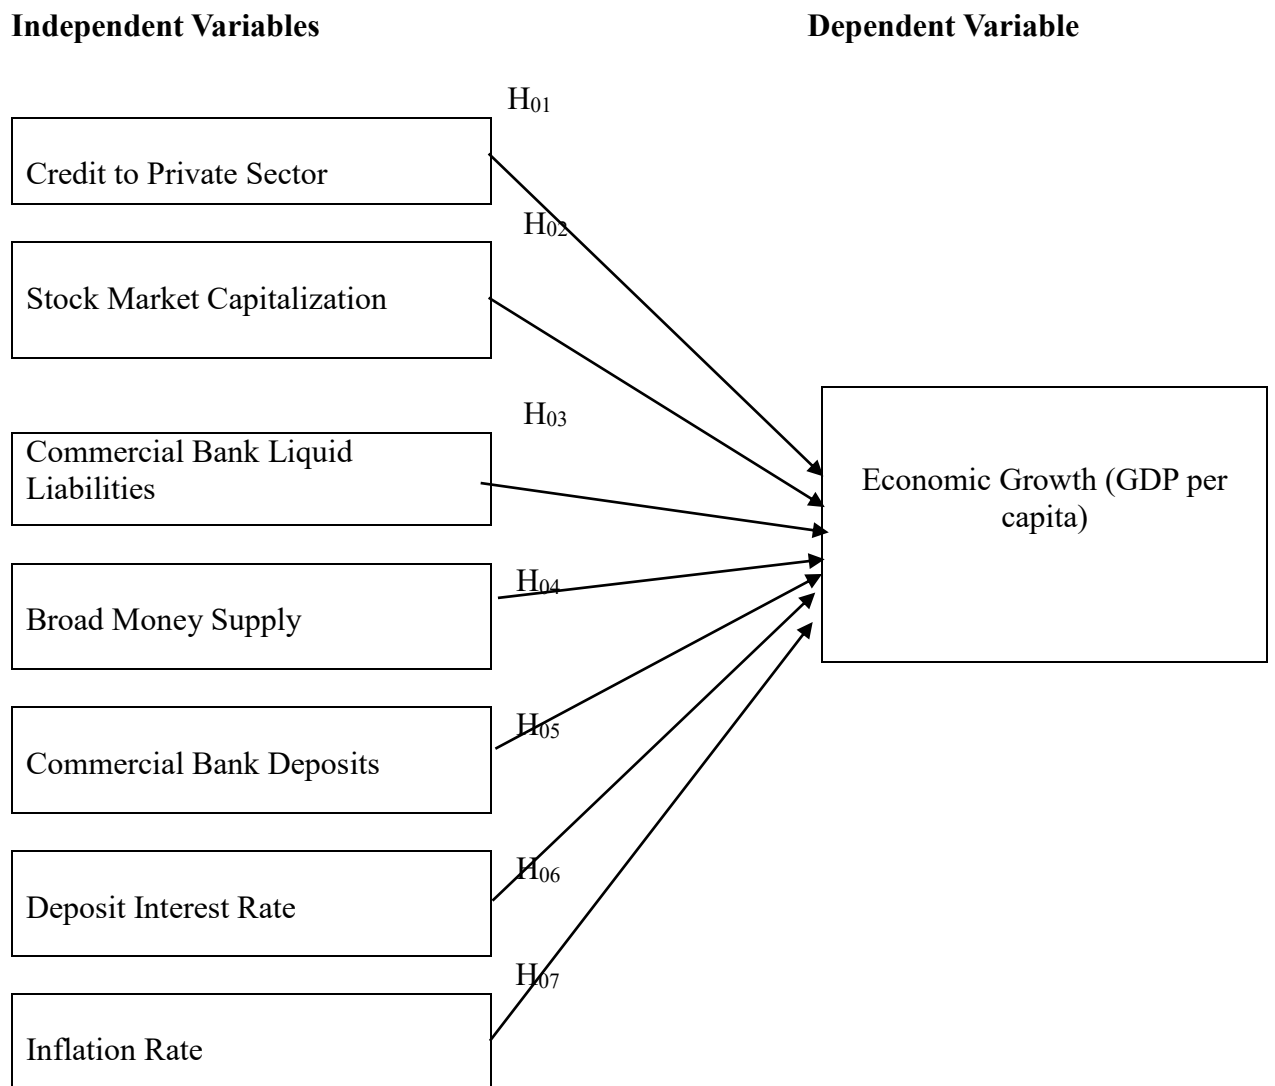 Independent Variables
Dependent Variable
H01
Credit to Private Sector
H02
Stock Market Capitalization
H03
Commercial Bank Liquid
Liabilities
Economic Growth (GDP per
capita)
H04
Broad Money Supply
H05
Commercial Bank Deposits
H06
Deposit Interest Rate
H07
Inflation Rate